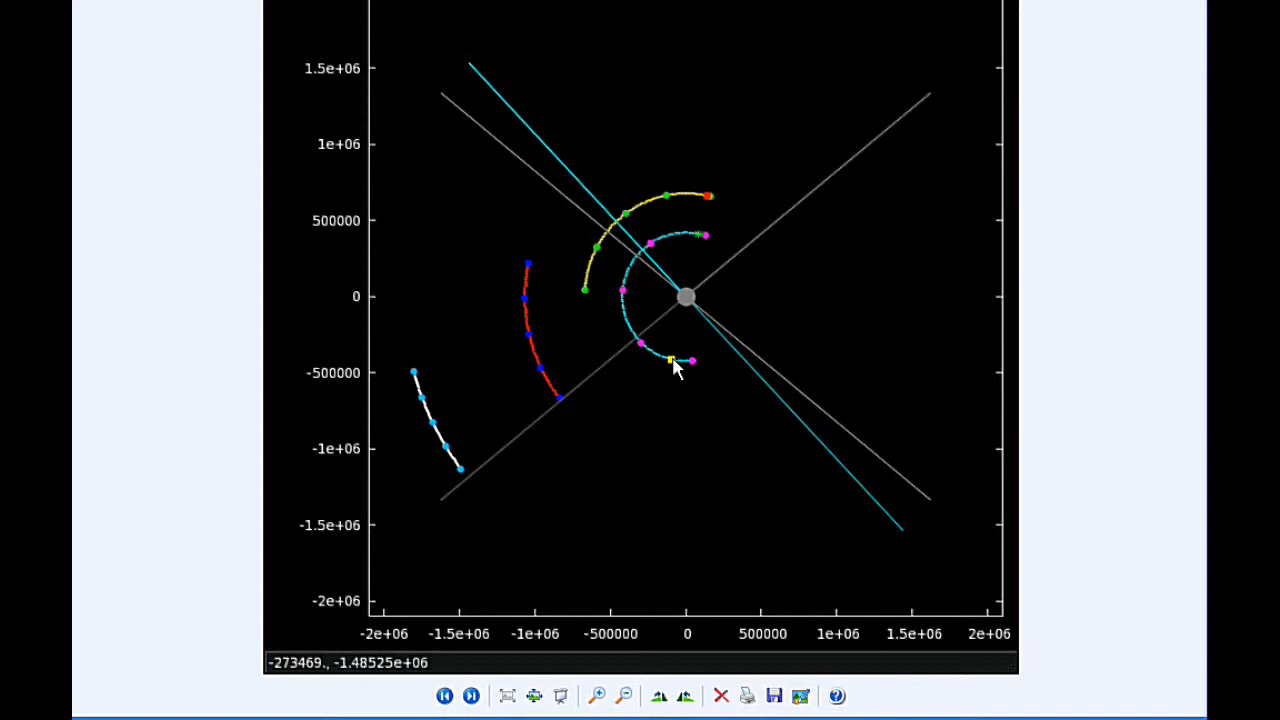 1.5e+06
1e+06
500000
0
-500000
-1e+06
-1.5e+06
-2e+06
-2e+06 -1.5e+06 -1e+06 -500000 0 500000 1e+06 1.5e+06 2e+06
-273469., -1.48525e+06